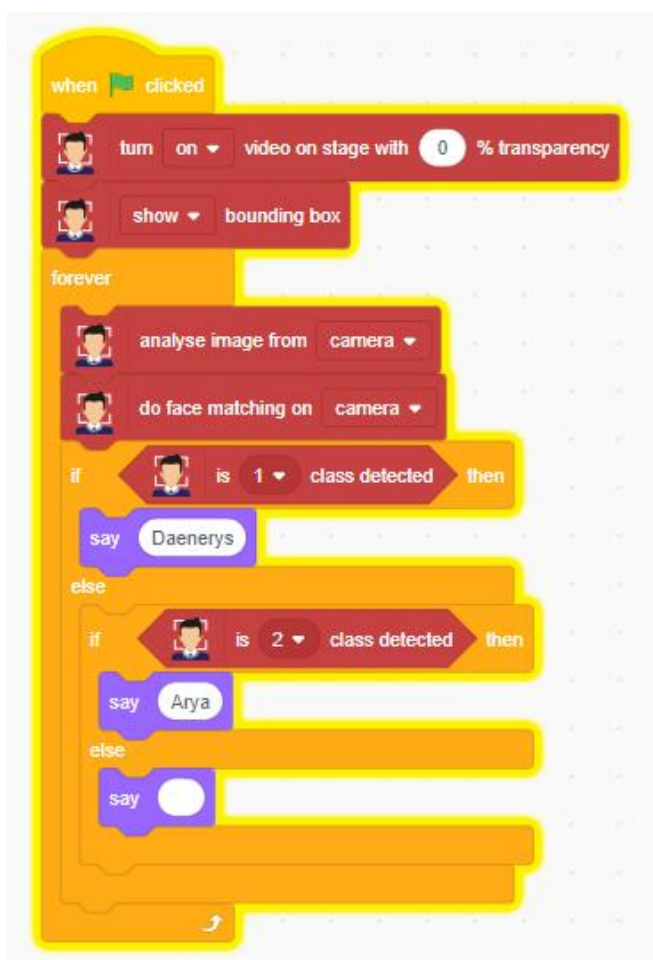 when clicked
turn on video on stage with 0 % transparency
show bounding box
forever
analyse image from camera
do face matching on camera
if is 1 class detected then
say Daenerys
else
if is 2 class detected then
say Arya
else
say